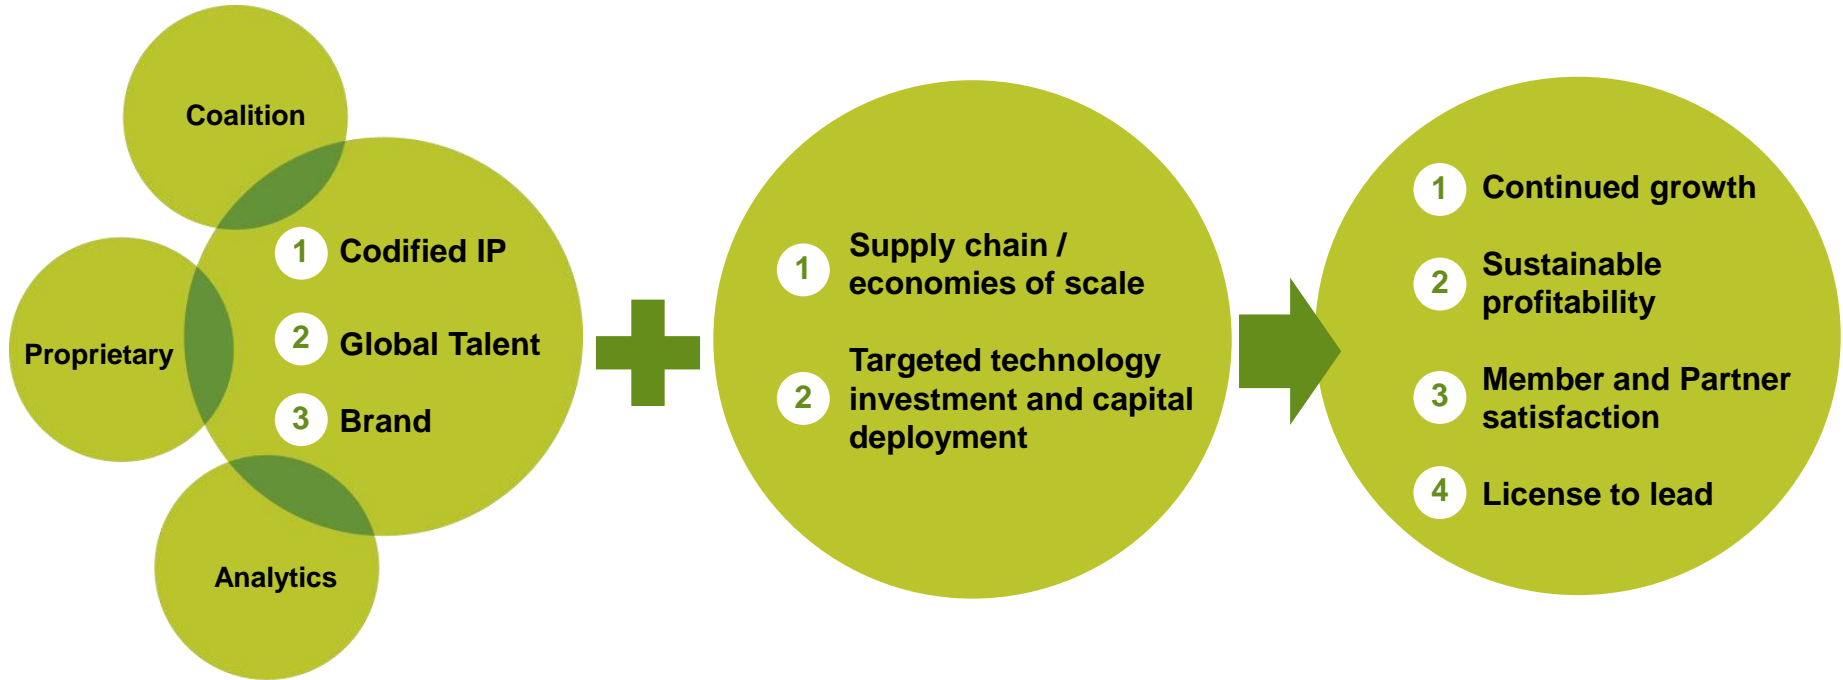 Coalition
Proprietary
Analytics
1 Codified IP
2 Global Talent
3 Brand
1 Supply chain /
economies of scale
2 Targeted technology
investment and capital
deployment
1 Continued growth
2 Sustainable
profitability
3 Member and Partner
satisfaction
4 License to lead